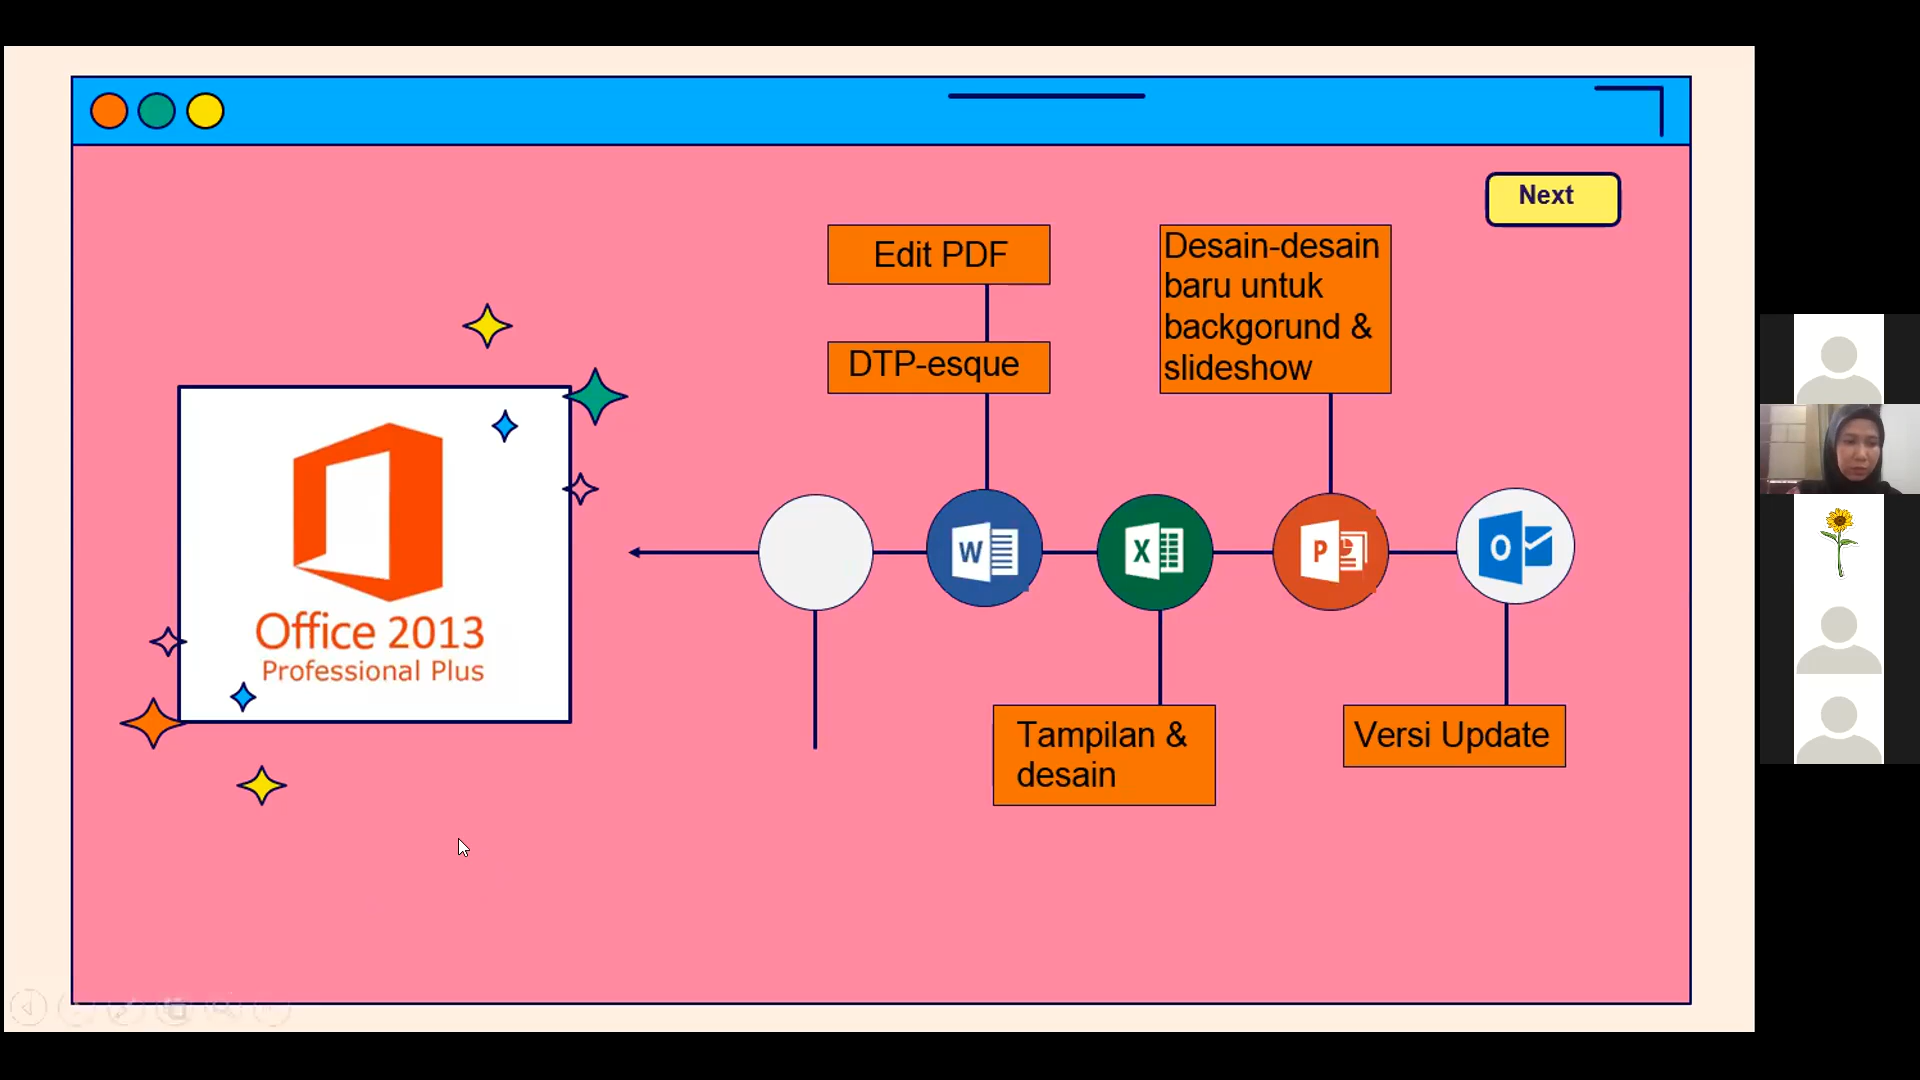 Next
Edit PDF
DTP-esque
Desain-desain
baru untuk
backgorund &
slideshow
Office 2013
Professional Plus
W
X
P
O
Tampilan &
desain
Versi Update